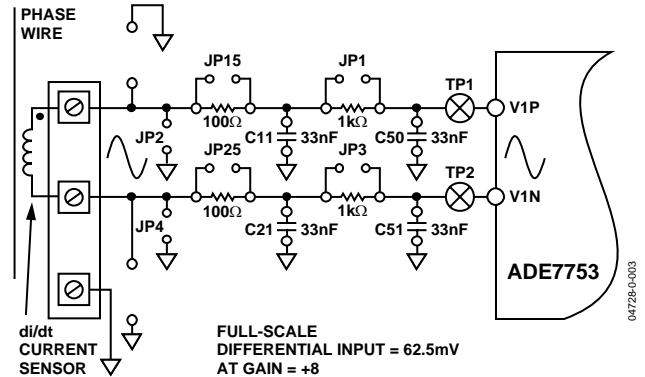 PHASE
WIRE
JP15
JP1
TP1
V1P
100Ω
1kΩ
JP2
C11
33nF
C50
33nF
JP25
JP3
TP2
V1N
100Ω
1kΩ
JP4
C21
33nF
C51
33nF
ADE7753
di/dt
CURRENT
SENSOR
FULL-SCALE
DIFFERENTIAL INPUT = 62.5mV
AT GAIN = +8
04728-0-003